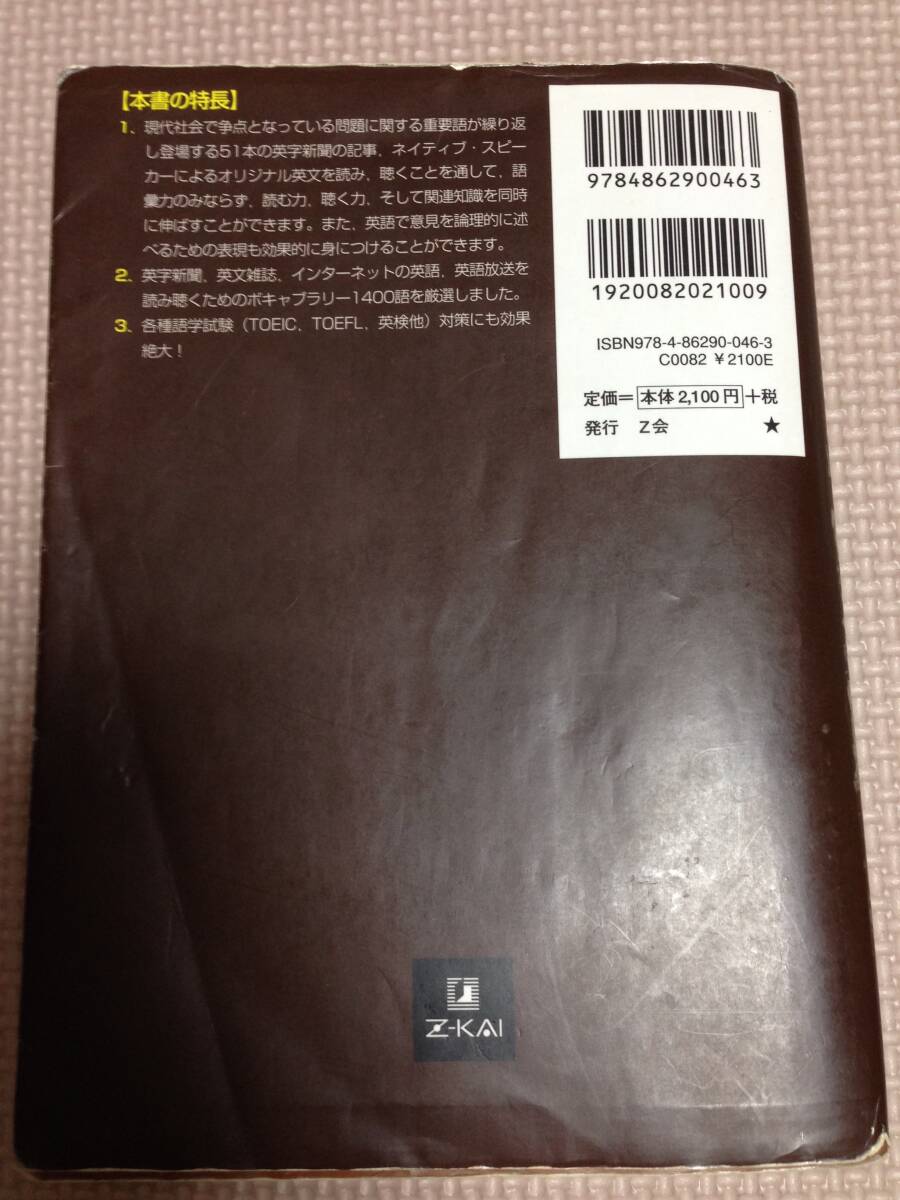 【本書の特長】
1、現代社会で争点となっている問題に関する重要語が繰り返
し登場する51本の英字新聞の記事、ネイティブ・スピー
カーによるオリジナル英文を読み、聴くことを通して、語
彙力のみならず、読む力、聴く力、そして関連知識を同時
に伸ばすことができます。また、英語で意見を論理的に述
べるための表現も効果的に身につけることができます。
2、英字新聞、英文雑誌、インターネットの英語、英語放送を
読み聴くためのボキャブラリー1400語を厳選しました。
3、各種語学試験（TOEIC、TOEFL、英検他）対策にも効果
絶大！
9784862900463
1920082021009
ISBN978-4-86290-046-3
C0082 ¥2100E
定価＝本体2,100円＋税
発行 Z会 ★
Z-KAI